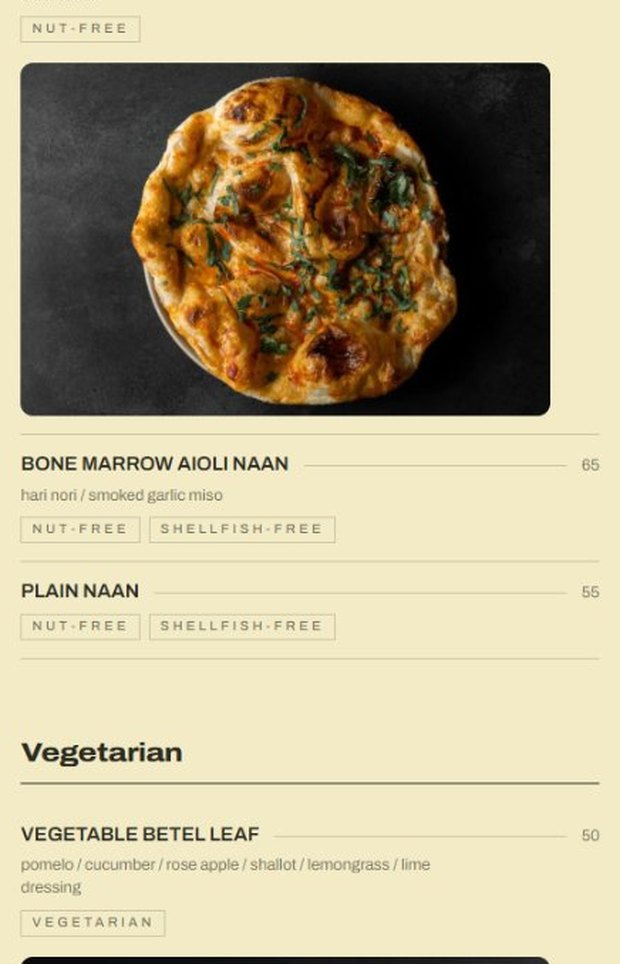 NUT-FREE
BONE MARROW AIOLI NAAN 65
hari nori / smoked garlic miso
NUT-FREE SHELLFISH-FREE
PLAIN NAAN 55
NUT-FREE SHELLFISH-FREE
Vegetarian
VEGETABLE BETEL LEAF 50
pomelo / cucumber / rose apple / shallot / lemongrass / lime
dressing
VEGETARIAN